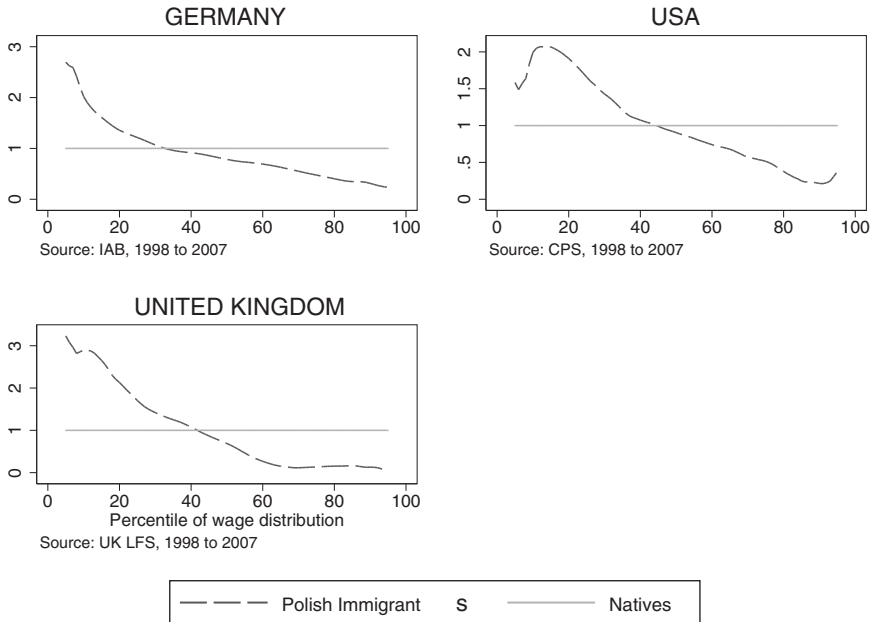 GERMANY
3
2
1
0
0 20 40 60 80 100
Source: IAB, 1998 to 2007
USA
2
1.5
1
.5
0
0 20 40 60 80 100
Source: CPS, 1998 to 2007
UNITED KINGDOM
3
2
1
0
0 20 40 60 80 100
Percentile of wage distribution
Source: UK LFS, 1998 to 2007
Polish Immigrant s Natives